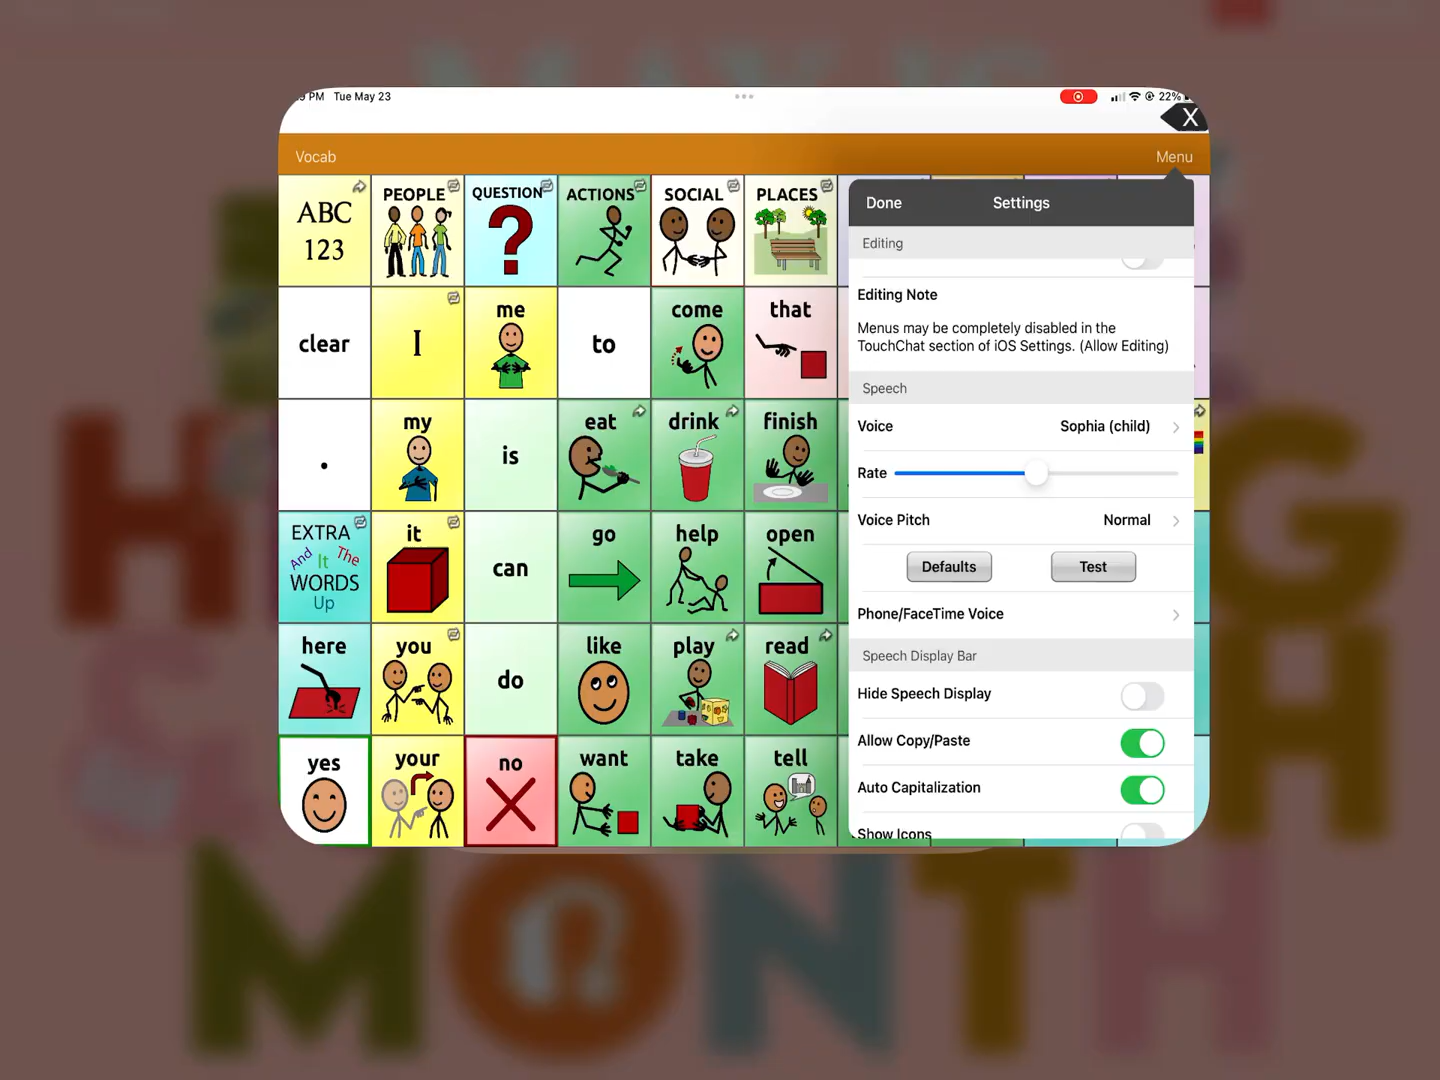 PM Tue May 23
22%
X
Vocab
Menu
ABC
123
PEOPLE
QUESTION
?
ACTIONS
SOCIAL
PLACES
Done
Settings
Editing
Editing Note
Menus may be completely disabled in the
TouchChat section of iOS Settings. (Allow Editing)
Speech
Voice
Sophia (child)
Rate
Voice Pitch
Normal
Defaults
Test
Phone/FaceTime Voice
Speech Display Bar
Hide Speech Display
Allow Copy/Paste
Auto Capitalization
Show Icons
clear
I
me
to
come
that
.
my
is
eat
drink
finish
EXTRA
And It The
WORDS
Up
it
can
go
help
open
here
you
do
like
play
read
yes
your
no
want
take
tell
MONTH